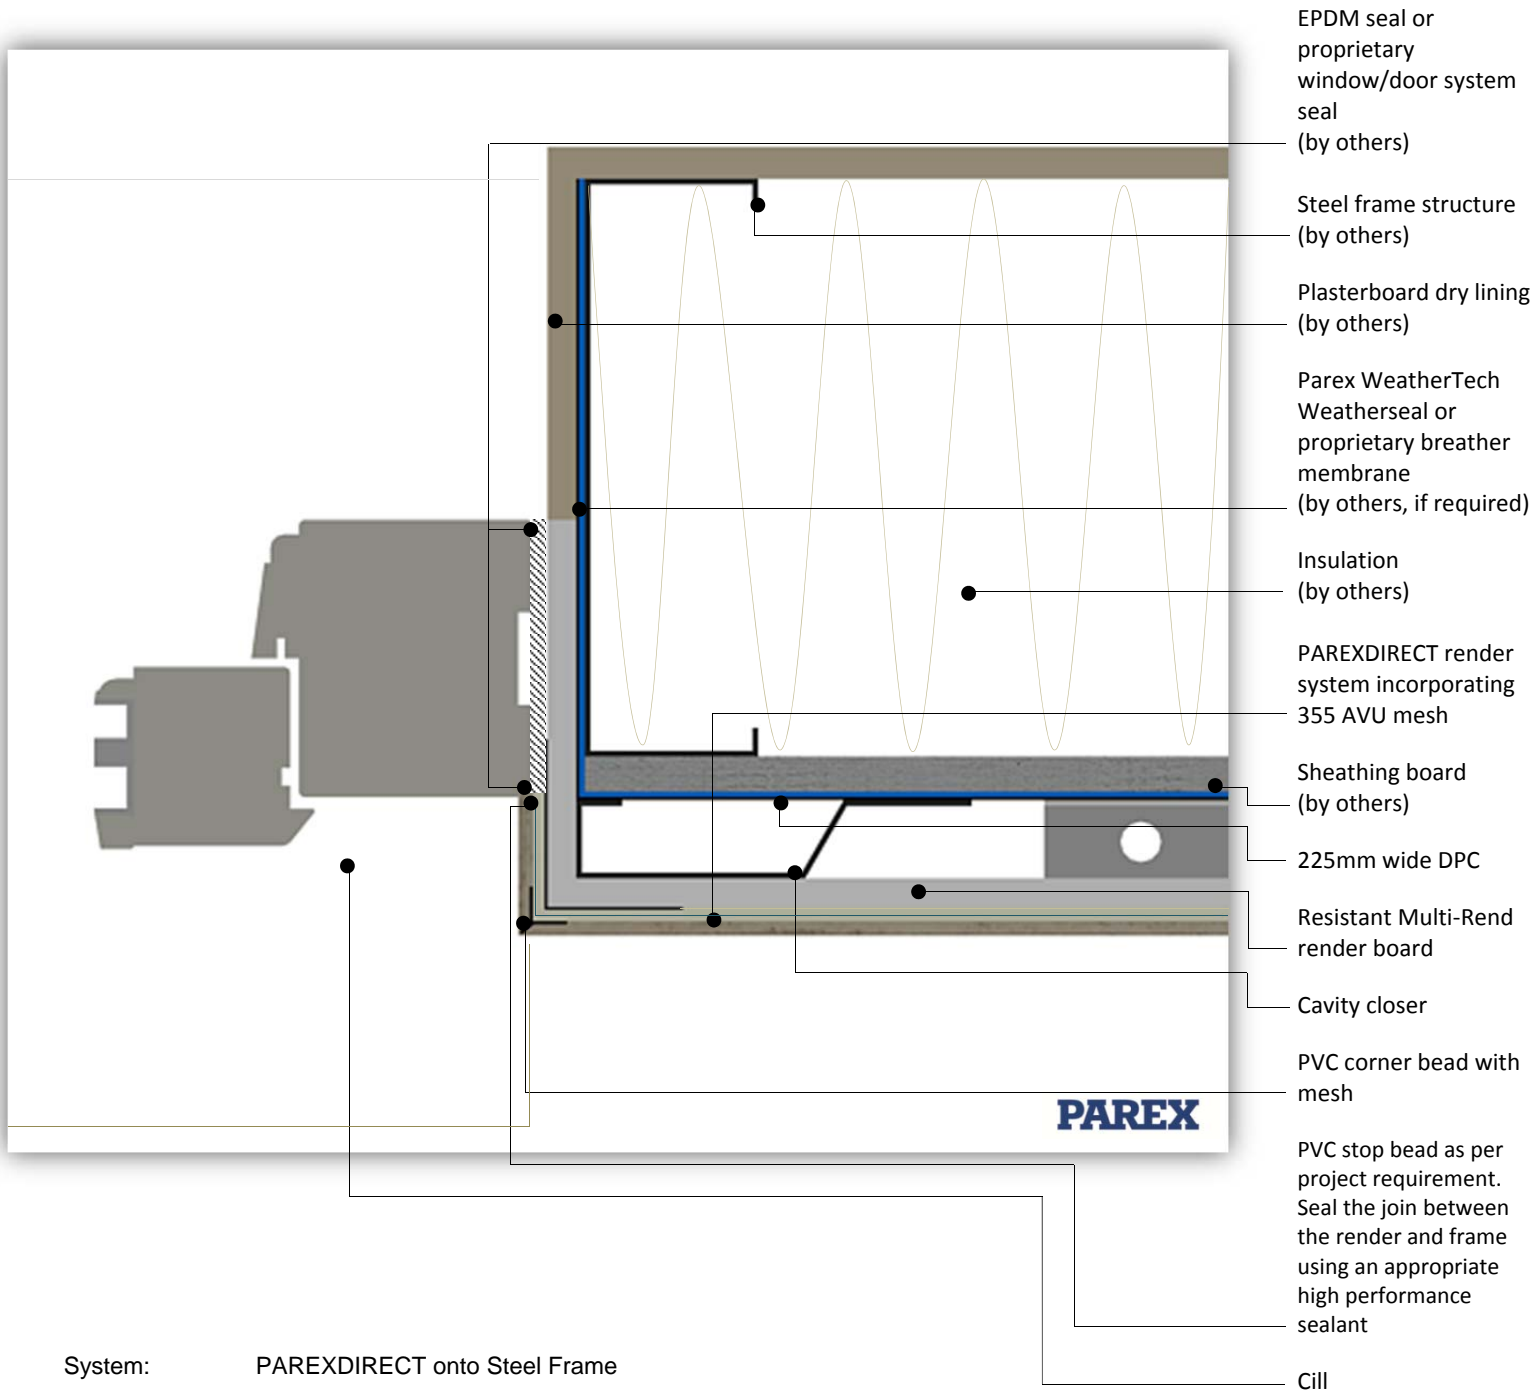 EPDM seal or
proprietary
window/door system
seal
(by others)
Steel frame structure
(by others)
Plasterboard dry lining
(by others)
Parex WeatherTech
Weatherseal or
proprietary breather
membrane
(by others, if required)
Insulation
(by others)
PAREXDIRECT render
system incorporating
355 AVU mesh
Sheathing board
(by others)
225mm wide DPC
Resistant Multi-Rend
render board
Cavity closer
PVC corner bead with
mesh
PAREX
PVC stop bead as per
project requirement.
Seal the join between
the render and frame
using an appropriate
high performance
sealant
Cill
System: PAREXDIRECT onto Steel Frame